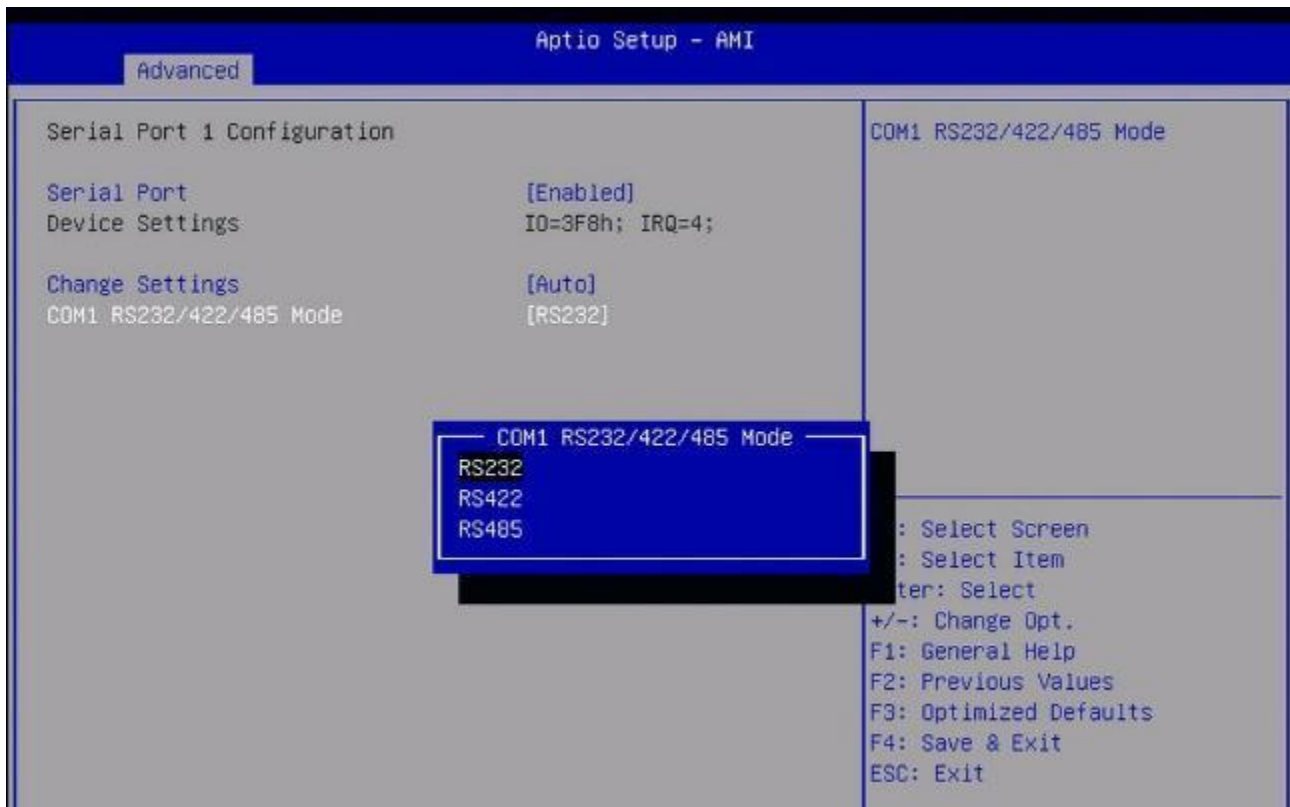 Aptio Setup – AMI
Advanced
Serial Port 1 Configuration
Serial Port [Enabled]
Device Settings IO=3F8h; IRQ=4;
Change Settings [Auto]
COM1 RS232/422/485 Mode [RS232]
COM1 RS232/422/485 Mode
COM1 RS232/422/485 Mode
RS232
RS422
RS485
: Select Screen
: Select Item
ter: Select
+/-: Change Opt.
F1: General Help
F2: Previous Values
F3: Optimized Defaults
F4: Save & Exit
ESC: Exit